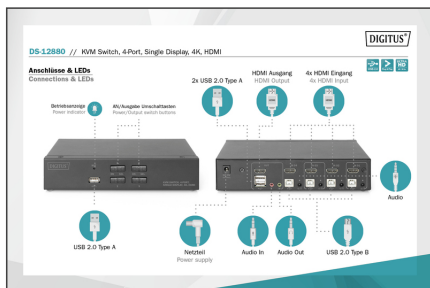 DIGITUS®
DS-12880 // KVM Switch, 4-Port, Single Display, 4K, HDMI
Anschlüsse & LEDs
Connections & LEDs
2x USB 2.0 Type A
HDMI Ausgang
HDMI Output
4x HDMI Eingang
4x HDMI Input
Betriebsanzeige
Power indicator
AN/Ausgabe Umschalttasten
Power/Output switch buttons
DIGITUS
Audio
USB 2.0 Type A
Netzteil
Power supply
Audio In
Audio Out
USB 2.0 Type B